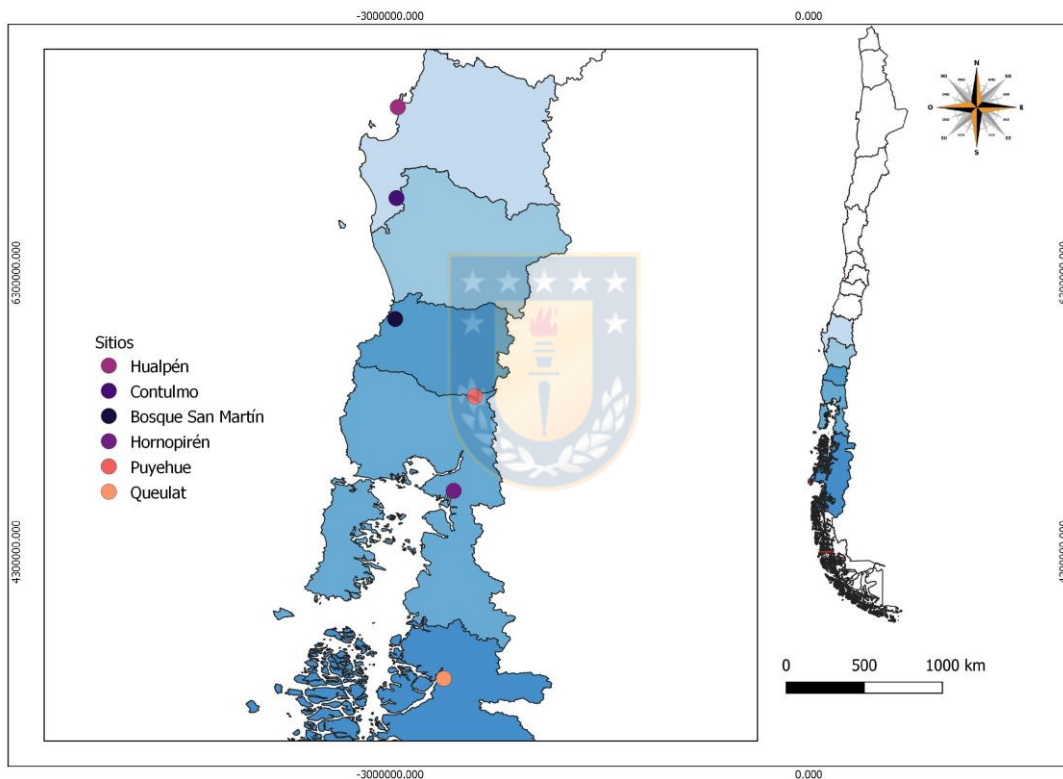 -3000000.000
0.000
N
O
E
S
6300000.000
4300000.000
Sitios
Hualpén
Contulmo
Bosque San Martín
Hornopirén
Puyehue
Queulat
0 500 1000 km
-3000000.000
0.000